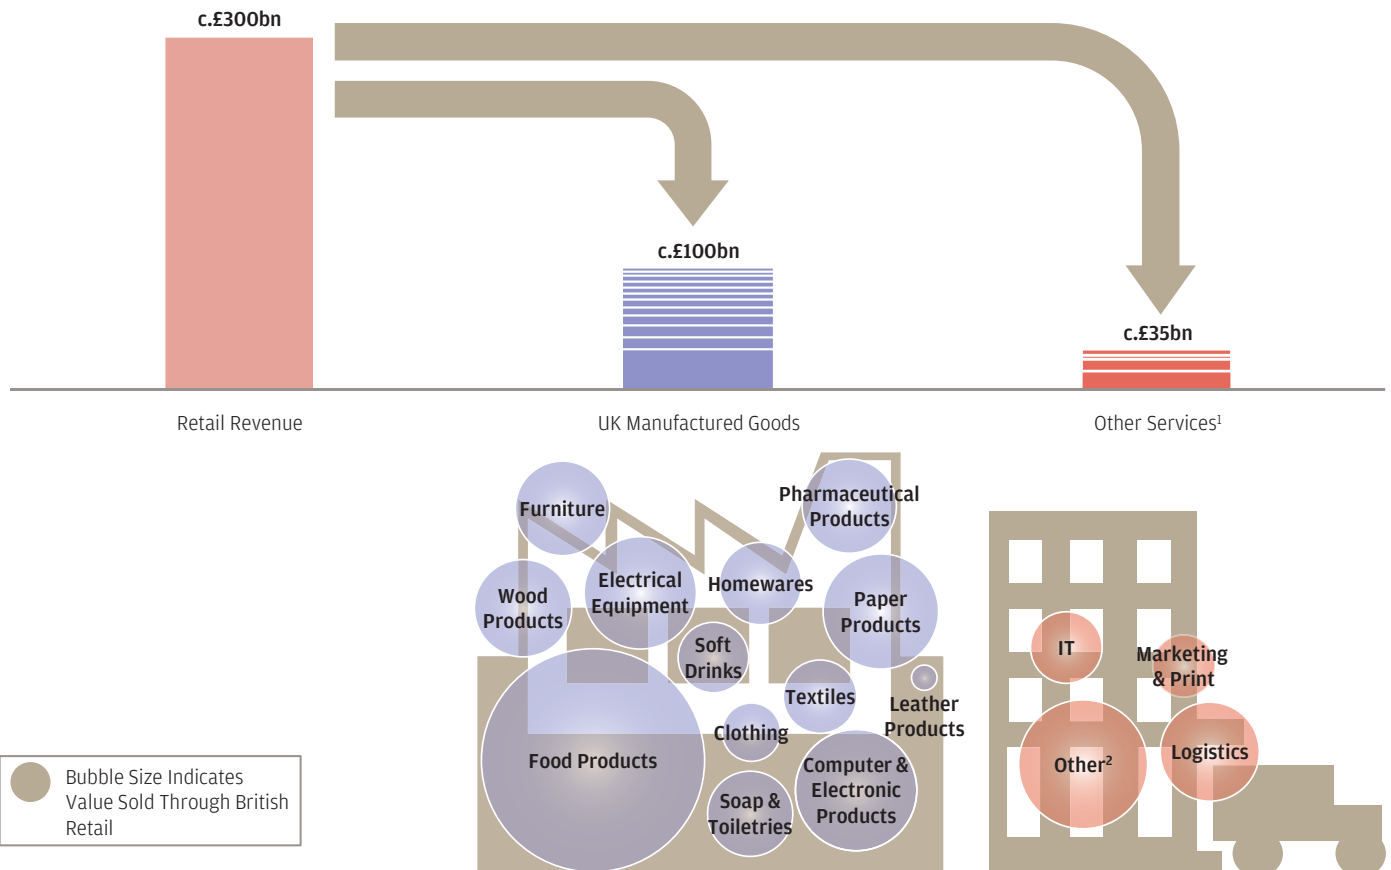 c.£300bn
c.£100bn
c.£35bn
Retail Revenue
UK Manufactured Goods
Other Services¹
Furniture
Pharmaceutical
Products
Wood
Products
Electrical
Equipment
Homewares
Paper
Products
Soft
Drinks
Textiles
Leather
Products
Clothing
Food Products
Computer &
Electronic
Products
Soap &
Toiletries
IT
Marketing
& Print
Other²
Logistics
Bubble Size Indicates
Value Sold Through British
Retail